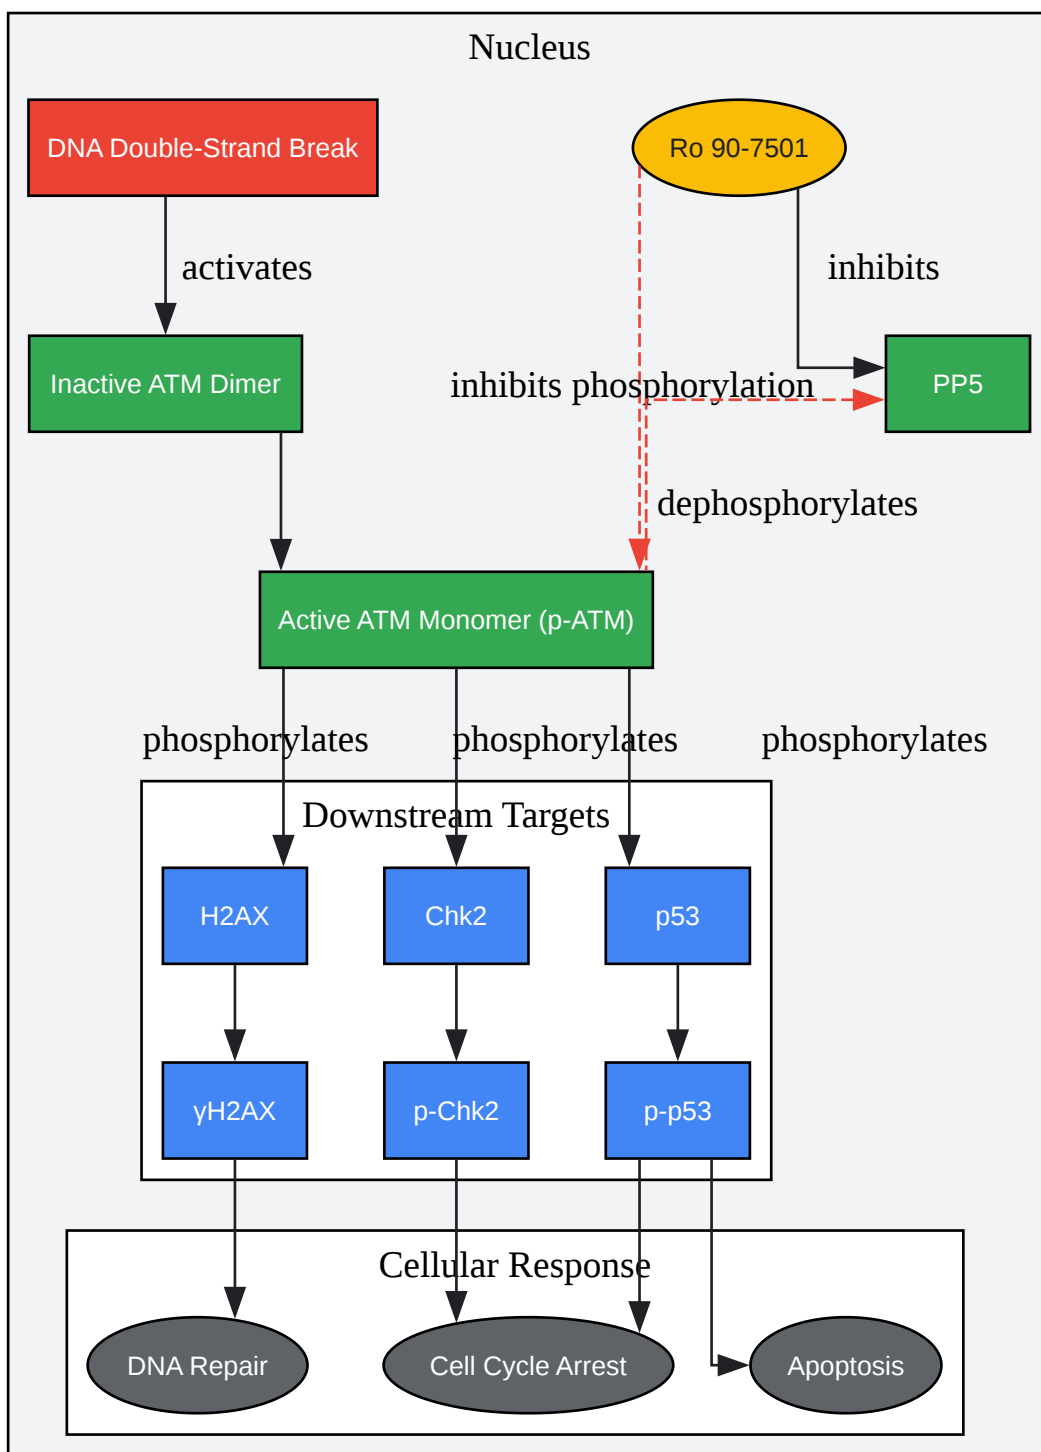 Nucleus
DNA Double-Strand Break
Ro 90-7501
activates
inhibits
Inactive ATM Dimer
inhibits phosphorylation
PP5
dephosphorylates
Active ATM Monomer (p-ATM)
phosphorylates
phosphorylates
phosphorylates
Downstream Targets
H2AX
Chk2
p53
γH2AX
p-Chk2
p-p53
Cellular Response
DNA Repair
Cell Cycle Arrest
Apoptosis